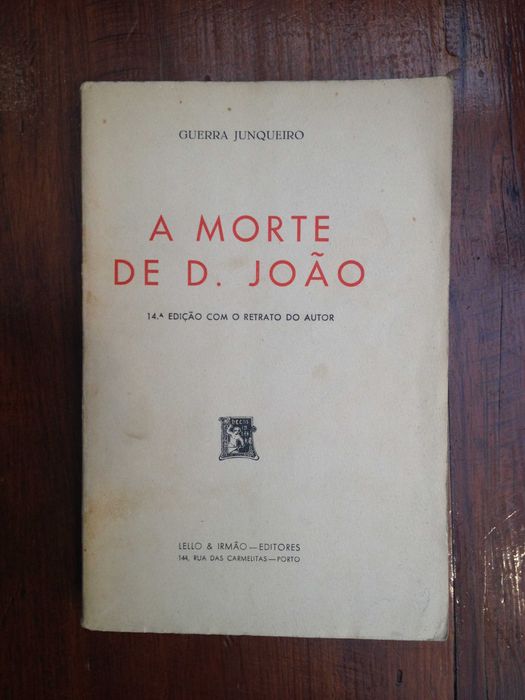 GUERRA JUNQUEIRO
A MORTE
DE D. JOÃO
14.ª EDIÇÃO COM O RETRATO DO AUTOR
LELLO & IRMÃO — EDITORES
144, RUA DAS CARMELITAS — PORTO